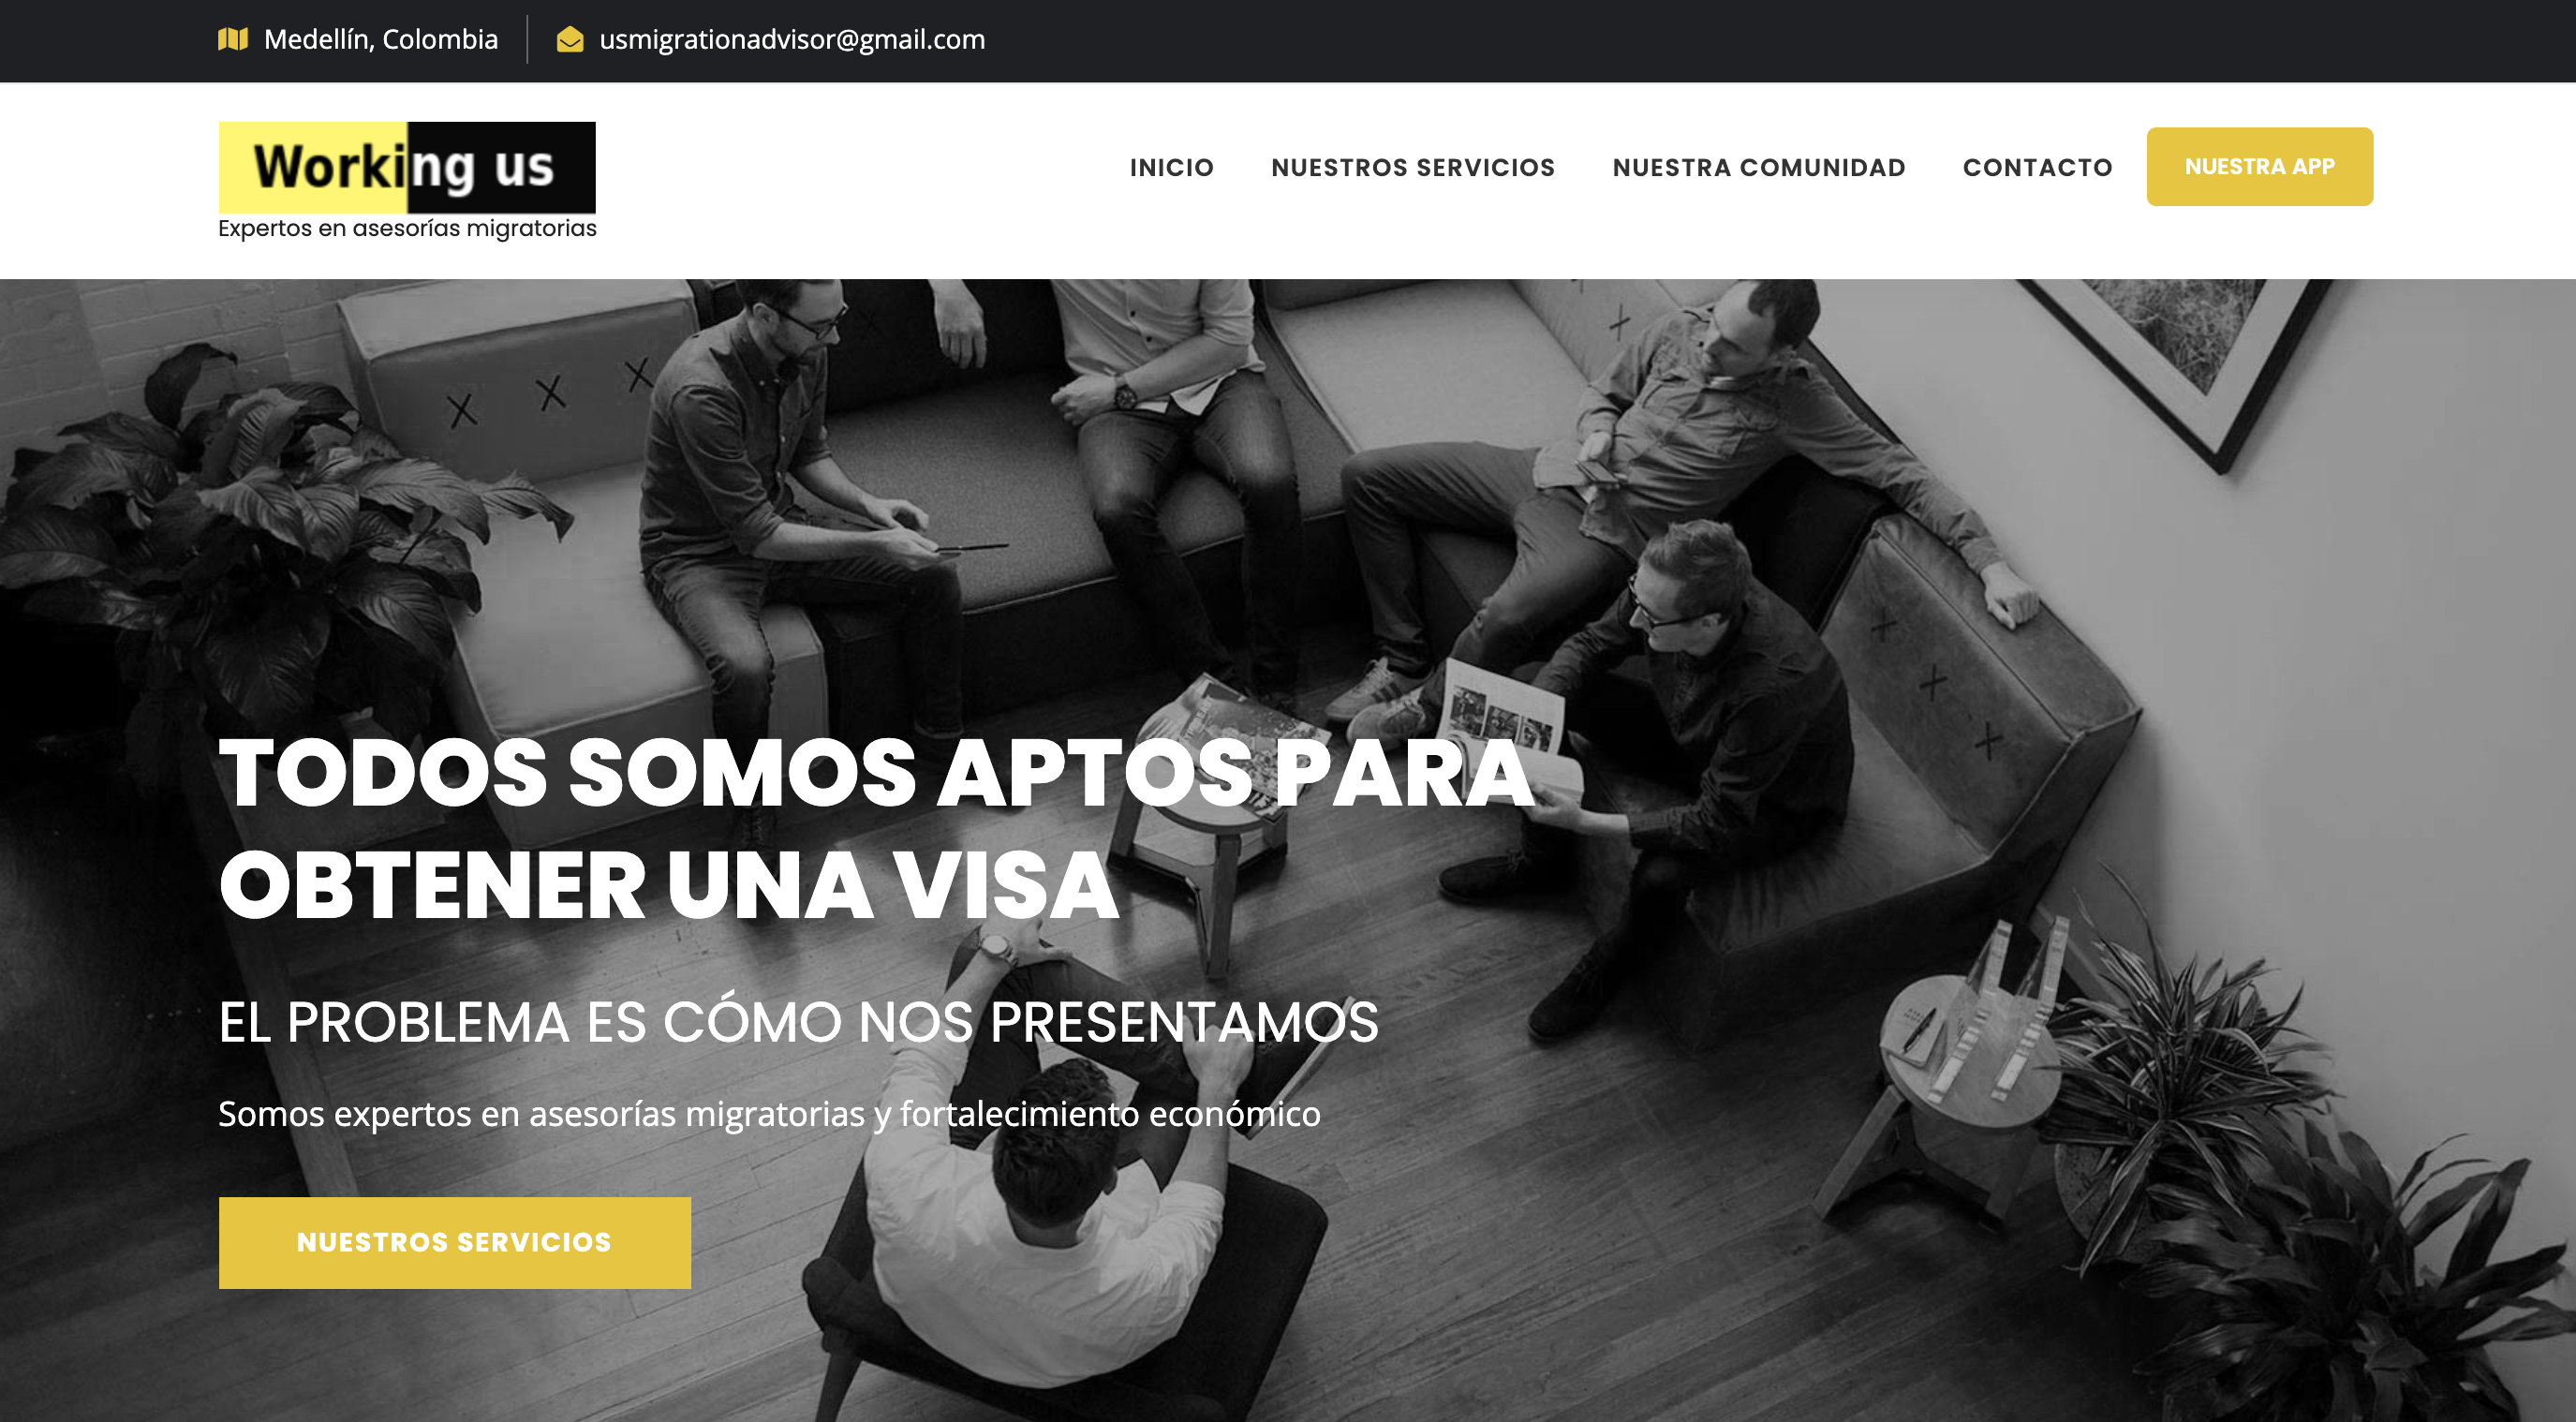 Medellín, Colombia
usmigrationadvisor@gmail.com
Working us
Expertos en asesorías migratorias
INICIO
NUESTROS SERVICIOS
NUESTRA COMUNIDAD
CONTACTO
NUESTRA APP
TODOS SOMOS APTOS PARA
OBTENER UNA VISA
EL PROBLEMA ES CÓMO NOS PRESENTAMOS
Somos expertos en asesorías migratorias y fortalecimiento económico
NUESTROS SERVICIOS